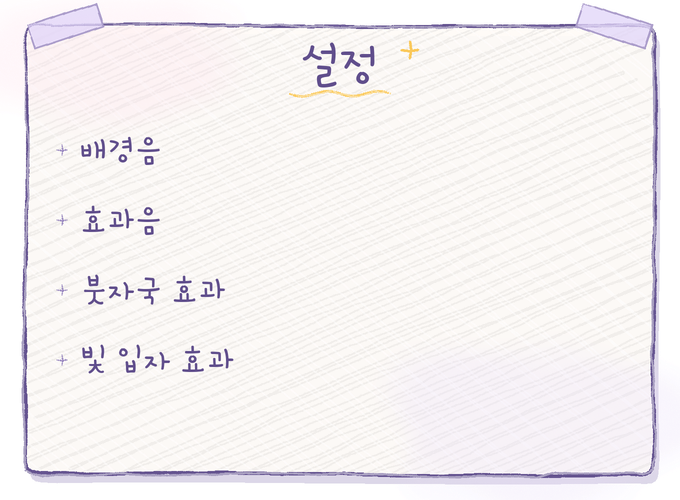 설정
배경음
효과음
붓자국 효과
빛 입자 효과